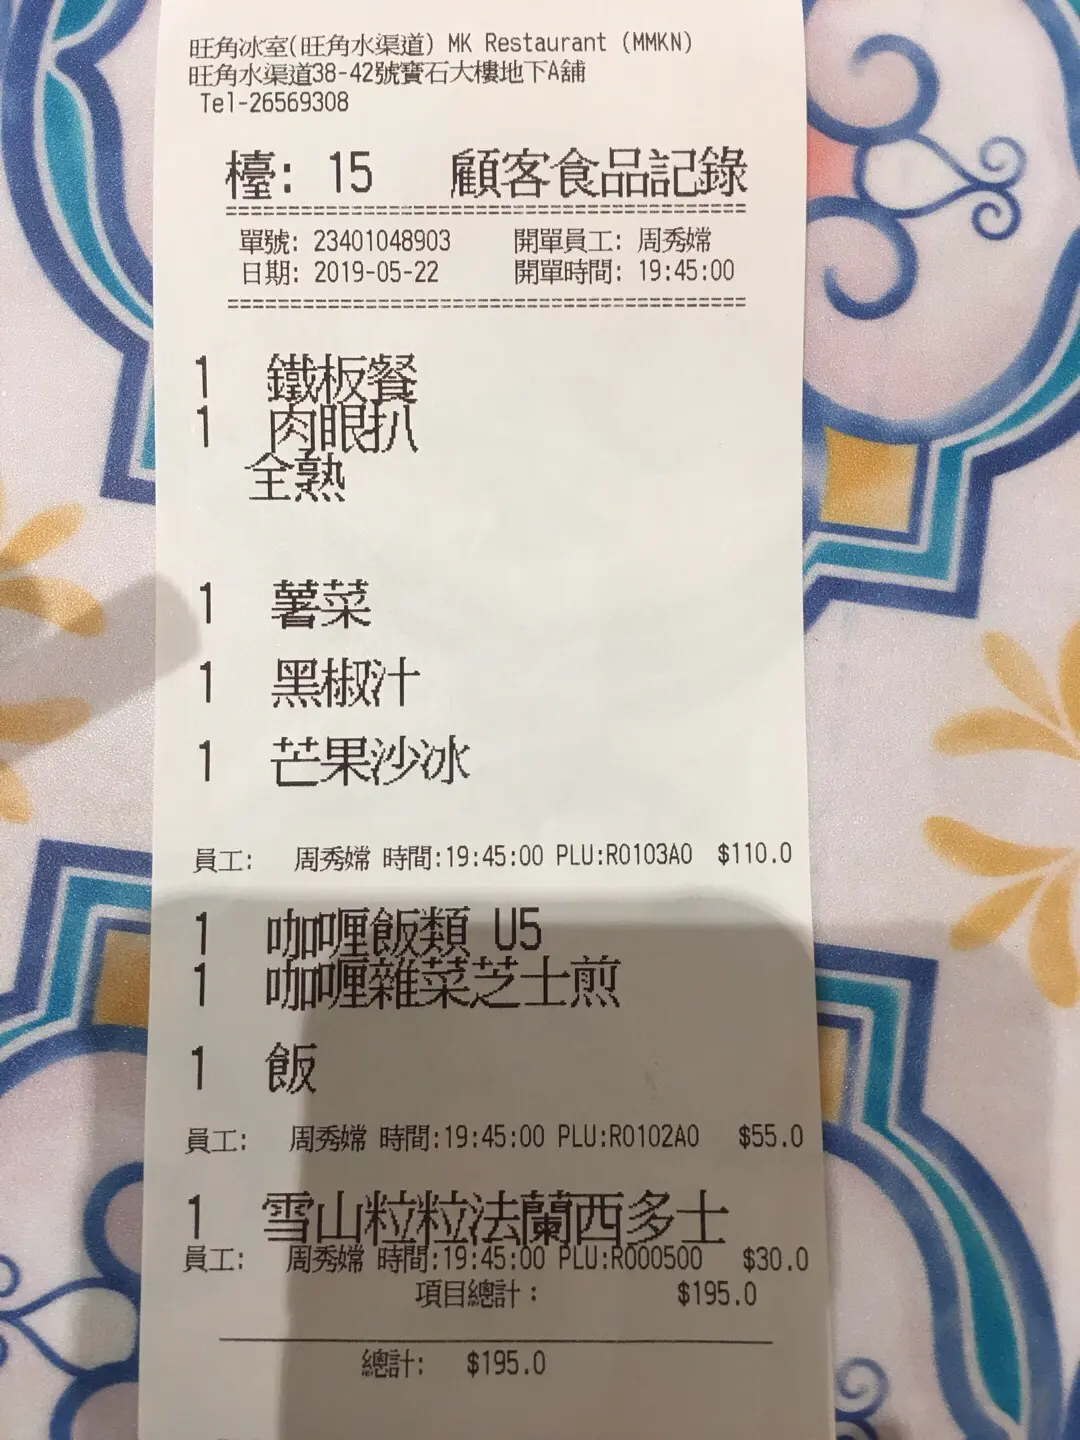 旺角冰室(旺角水渠道) MK Restaurant (MMKN)
旺角水渠道38-42號寶石大樓地下A舖
Tel-26569308
檯: 15 顧客食品記錄
單號: 23401048903 開單員工: 周秀嫦
日期: 2019-05-22 開單時間: 19:45:00
1 鐵板餐
1 肉眼扒
全熟
1 薯菜
1 黑椒汁
1 芒果沙冰
員工: 周秀嫦 時間:19:45:00 PLU:R0103A0 $110.0
1 咖喱飯類 U5
1 咖喱雜菜芝士煎
1 飯
員工: 周秀嫦 時間:19:45:00 PLU:R0102A0 $55.0
1 雪山粒粒法蘭西多士
員工: 周秀嫦 時間:19:45:00 PLU:R000500 $30.0
項目總計: $195.0
總計: $195.0